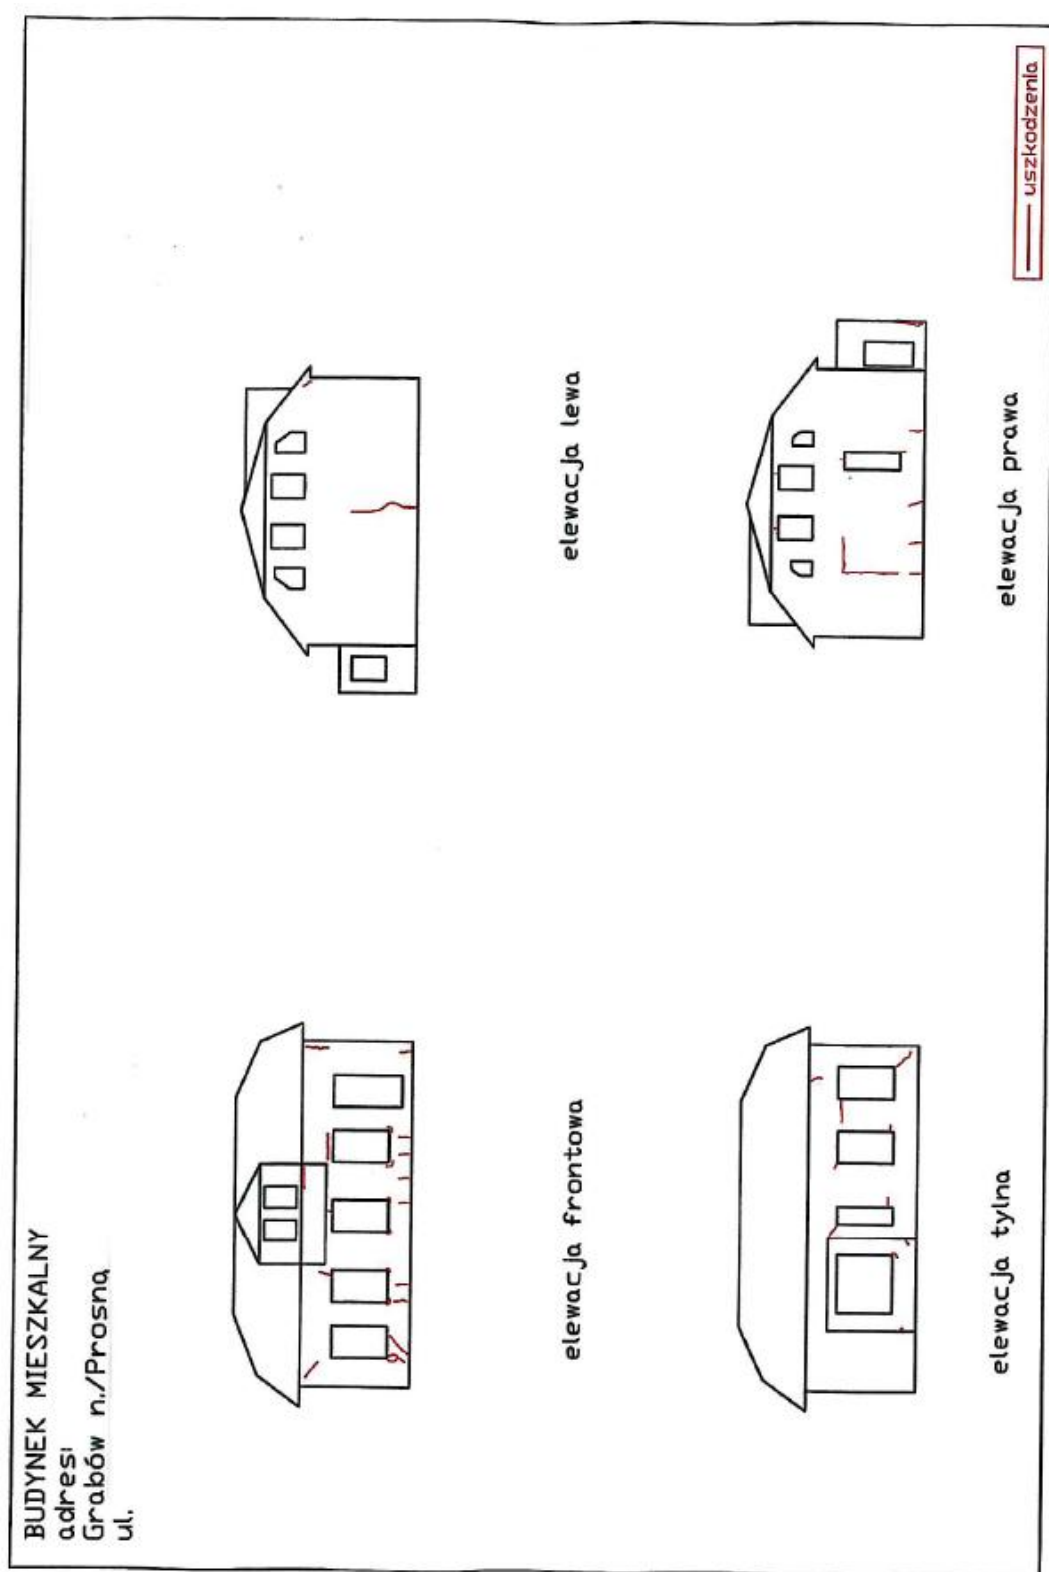 BUDYNEK MIESZKALNY
adres:
Grabów n./Prosną
ul.
elewacja frontowa
elewacja lewa
elewacja tylna
elewacja prawa
uszkodzenia